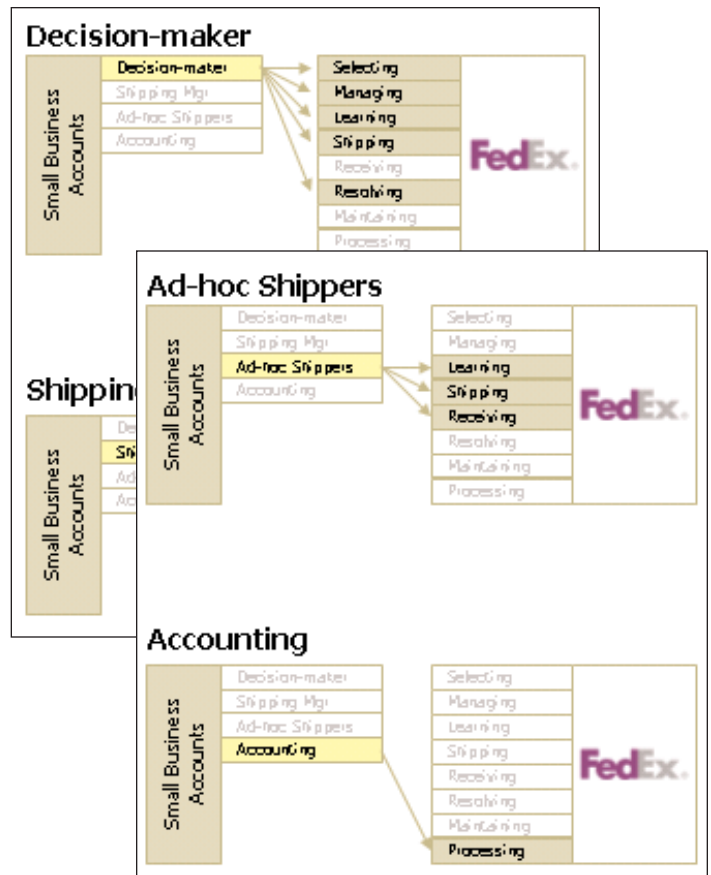 Decision-maker
Small Business
Accounts
Decision-maker
Shipping Mgr
Ad-hoc Shippers
Accounting
Selecting
Managing
Learning
Shipping
Receiving
Resolving
Maintaining
Processing
FedEx.
Shipping
Small Business
Accounts
Ad-hoc Shippers
Small Business
Accounts
Decision-maker
Shipping Mgr
Ad-hoc Shippers
Accounting
Selecting
Managing
Learning
Shipping
Receiving
Resolving
Maintaining
Processing
FedEx.
Accounting
Small Business
Accounts
Decision-maker
Shipping Mgr
Ad-hoc Shippers
Accounting
Selecting
Managing
Learning
Shipping
Receiving
Resolving
Maintaining
Processing
FedEx.